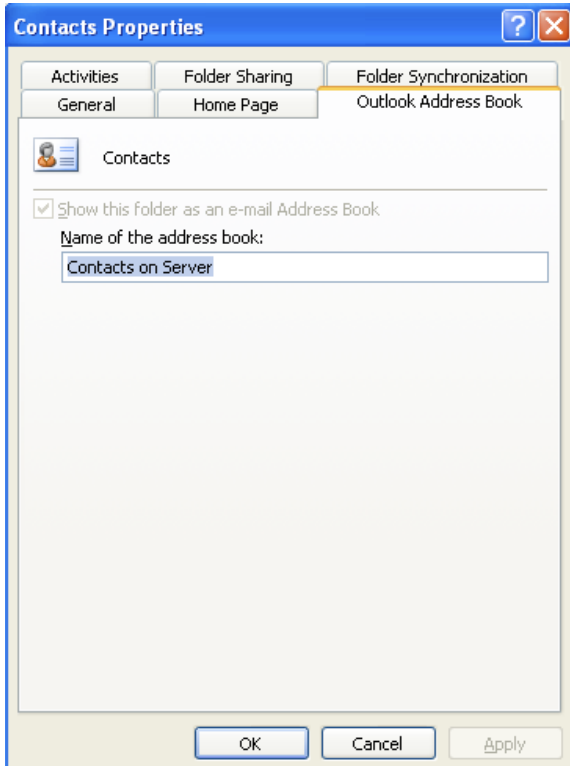 Contacts Properties
Activities Folder Sharing Folder Synchronization
General Home Page Outlook Address Book
Contacts
Show this folder as an e-mail Address Book
Name of the address book:
Contacts on Server
OK Cancel Apply